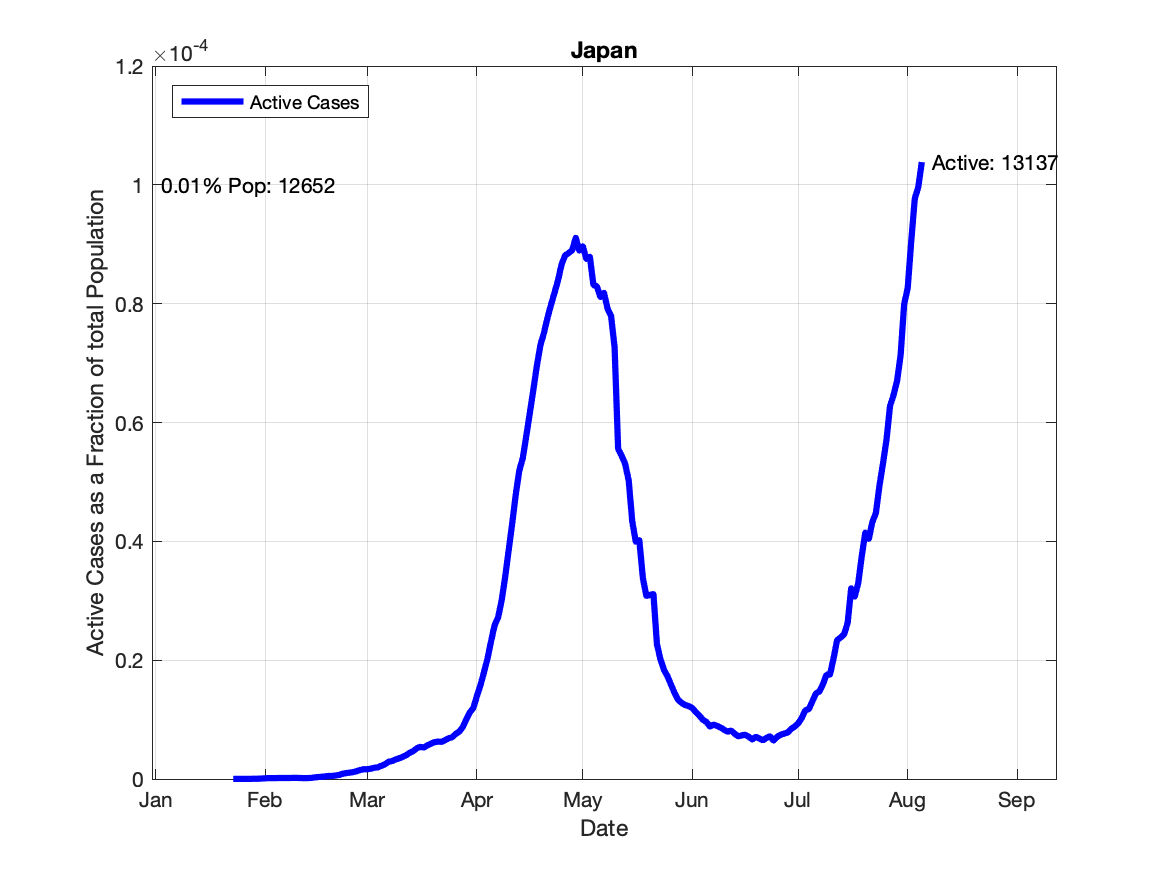 Japan
×10-4
1.2
1
0.8
0.6
0.4
0.2
0
Active Cases
0.01% Pop: 12652
Active: 13137
Active Cases as a Fraction of total Population
Jan Feb Mar Apr May Jun Jul Aug Sep
Date